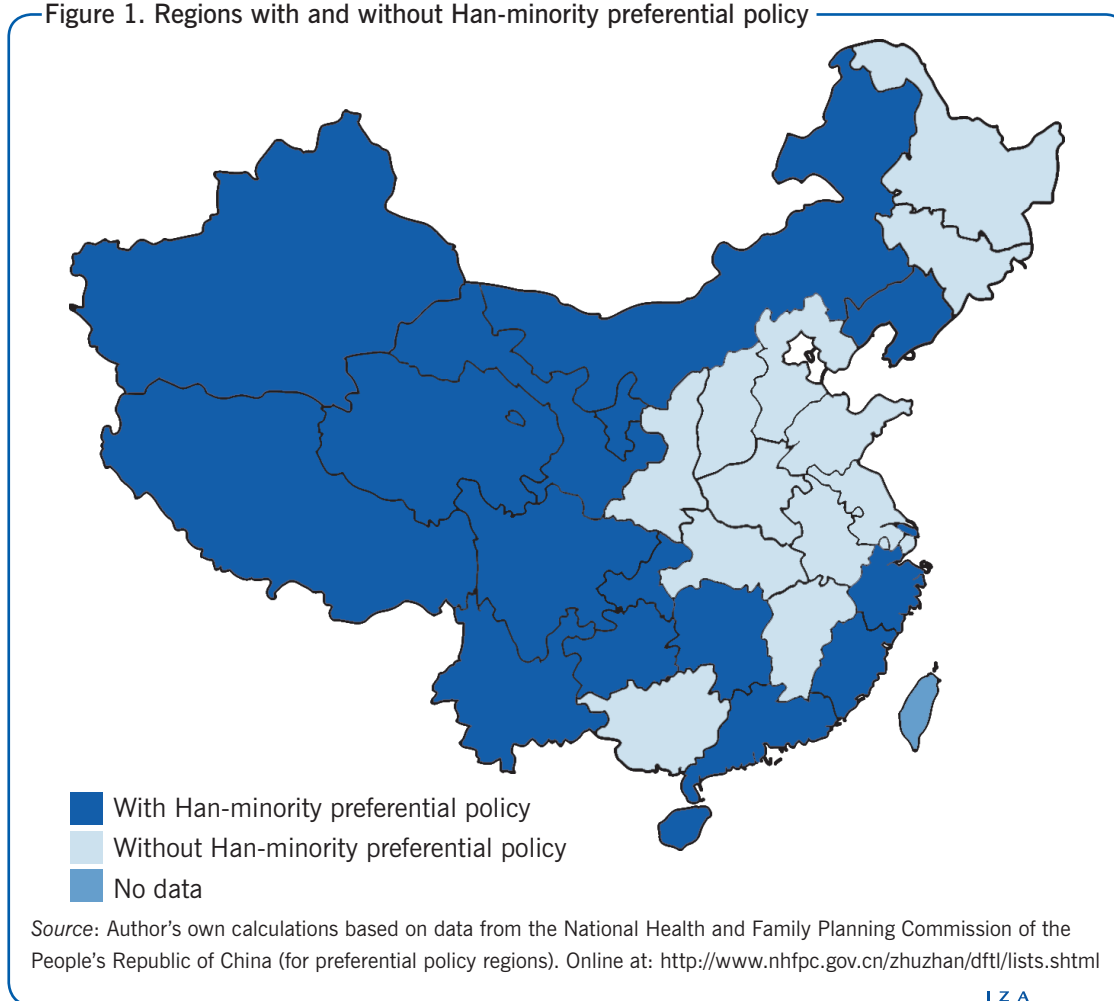 Figure 1. Regions with and without Han-minority preferential policy
With Han-minority preferential policy
Without Han-minority preferential policy
No data
Source: Author's own calculations based on data from the National Health and Family Planning Commission of the
People's Republic of China (for preferential policy regions). Online at: http://www.nhfpc.gov.cn/zhuzhan/dftl/lists.shtml
I Z A